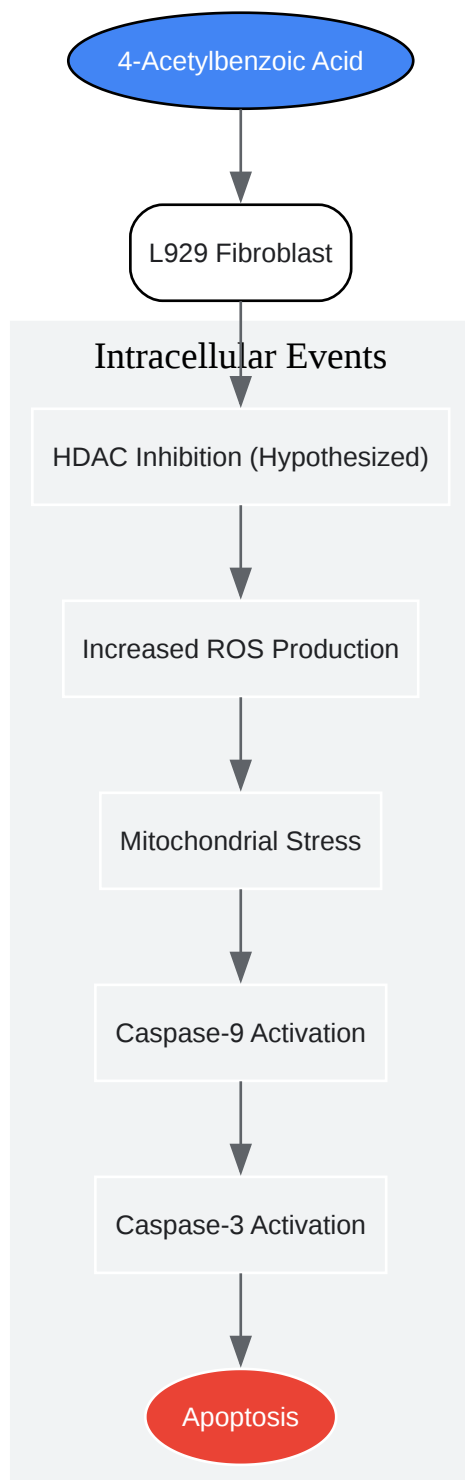 4-Acetylbenzoic Acid
L929 Fibroblast
Intracellular Events
HDAC Inhibition (Hypothesized)
Increased ROS Production
Mitochondrial Stress
Caspase-9 Activation
Caspase-3 Activation
Apoptosis